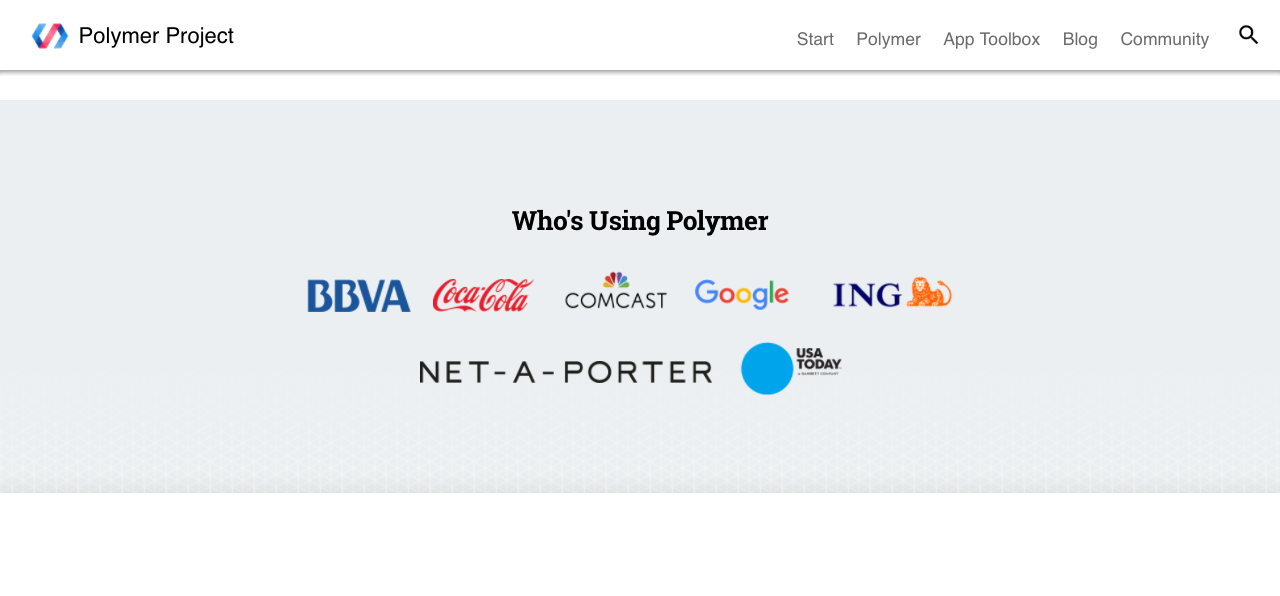 Polymer Project
Start Polymer App Toolbox Blog Community
Who's Using Polymer
BBVA Coca-Cola COMCAST Google ING
NET-A-PORTER USA TODAY
A GANNETT COMPANY